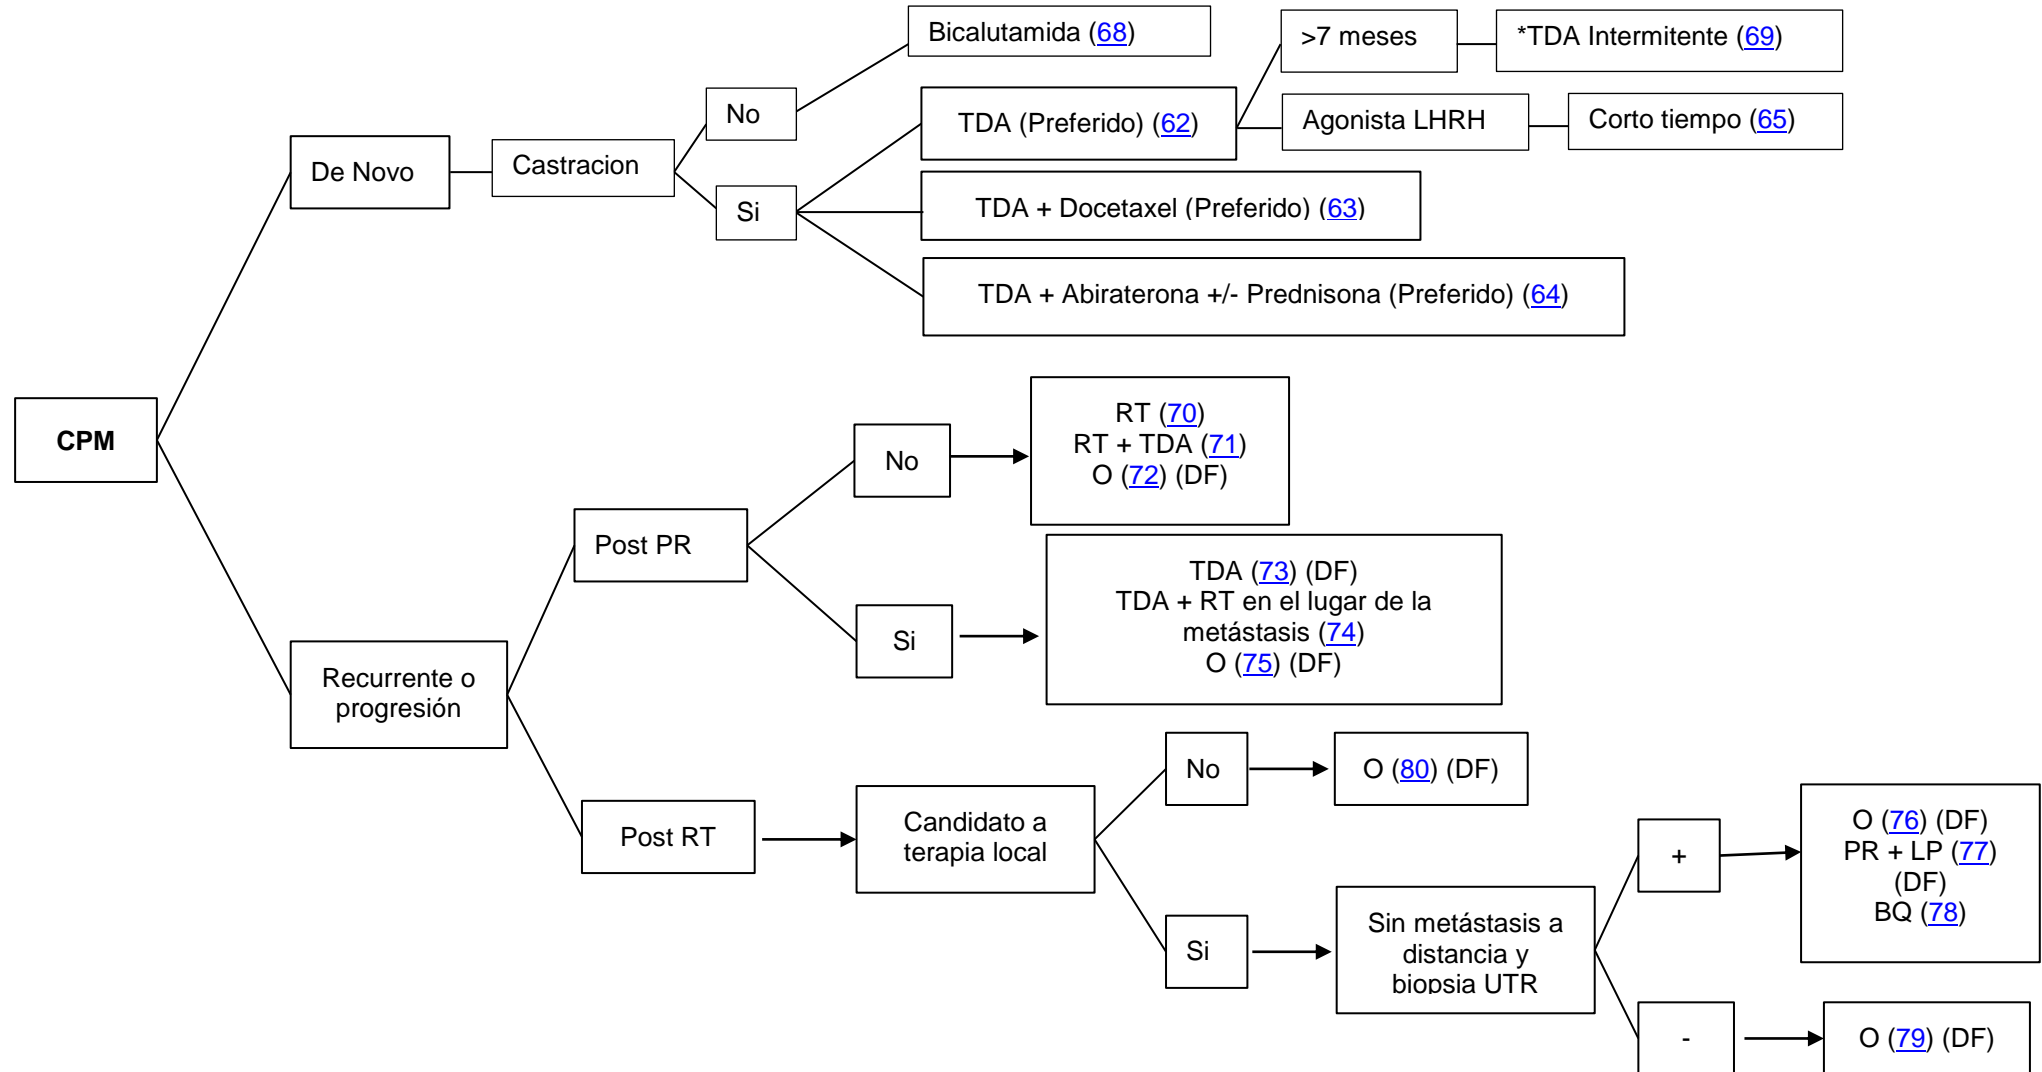 Bicalutamida (68)
>7 meses
*TDA Intermitente (69)
No
TDA (Preferido) (62)
Agonista LHRH
Corto tiempo (65)
De Novo
Castracion
Si
TDA + Docetaxel (Preferido) (63)
TDA + Abiraterona +/- Prednisona (Preferido) (64)
CPM
No
RT (70)
RT + TDA (71)
O (72) (DF)
Post PR
Si
TDA (73) (DF)
TDA + RT en el lugar de la
metástasis (74)
O (75) (DF)
Recurrente o
progresión
No
O (80) (DF)
Post RT
Candidato a
terapia local
Si
Sin metástasis a
distancia y
biopsia UTR
+
O (76) (DF)
PR + LP (77)
(DF)
BQ (78)
-
O (79) (DF)